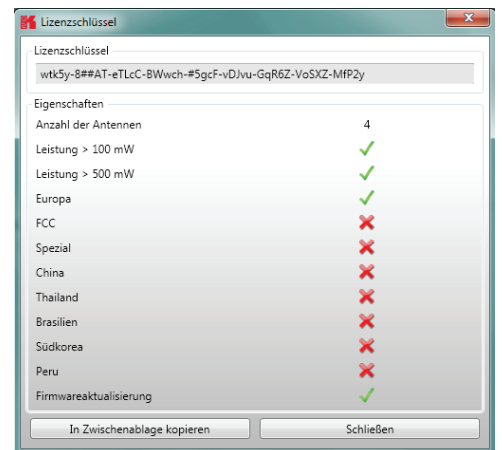 Lizenzschlüssel
Lizenzschlüssel
wtk5y-8##AT-eTLcC-BWwch-#5gcF-vDJvu-GqR6Z-VoSXZ-MfP2y
Eigenschaften
Anzahl der Antennen 4
Leistung > 100 mW
Leistung > 500 mW
Europa
FCC
Spezial
China
Thailand
Brasilien
Südkorea
Peru
Firmwareaktualisierung
In Zwischenablage kopieren Schließen